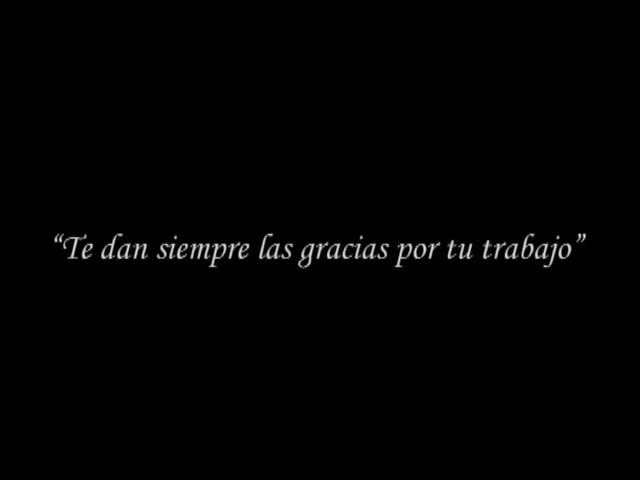 “Te dan siempre las gracias por tu trabajo”